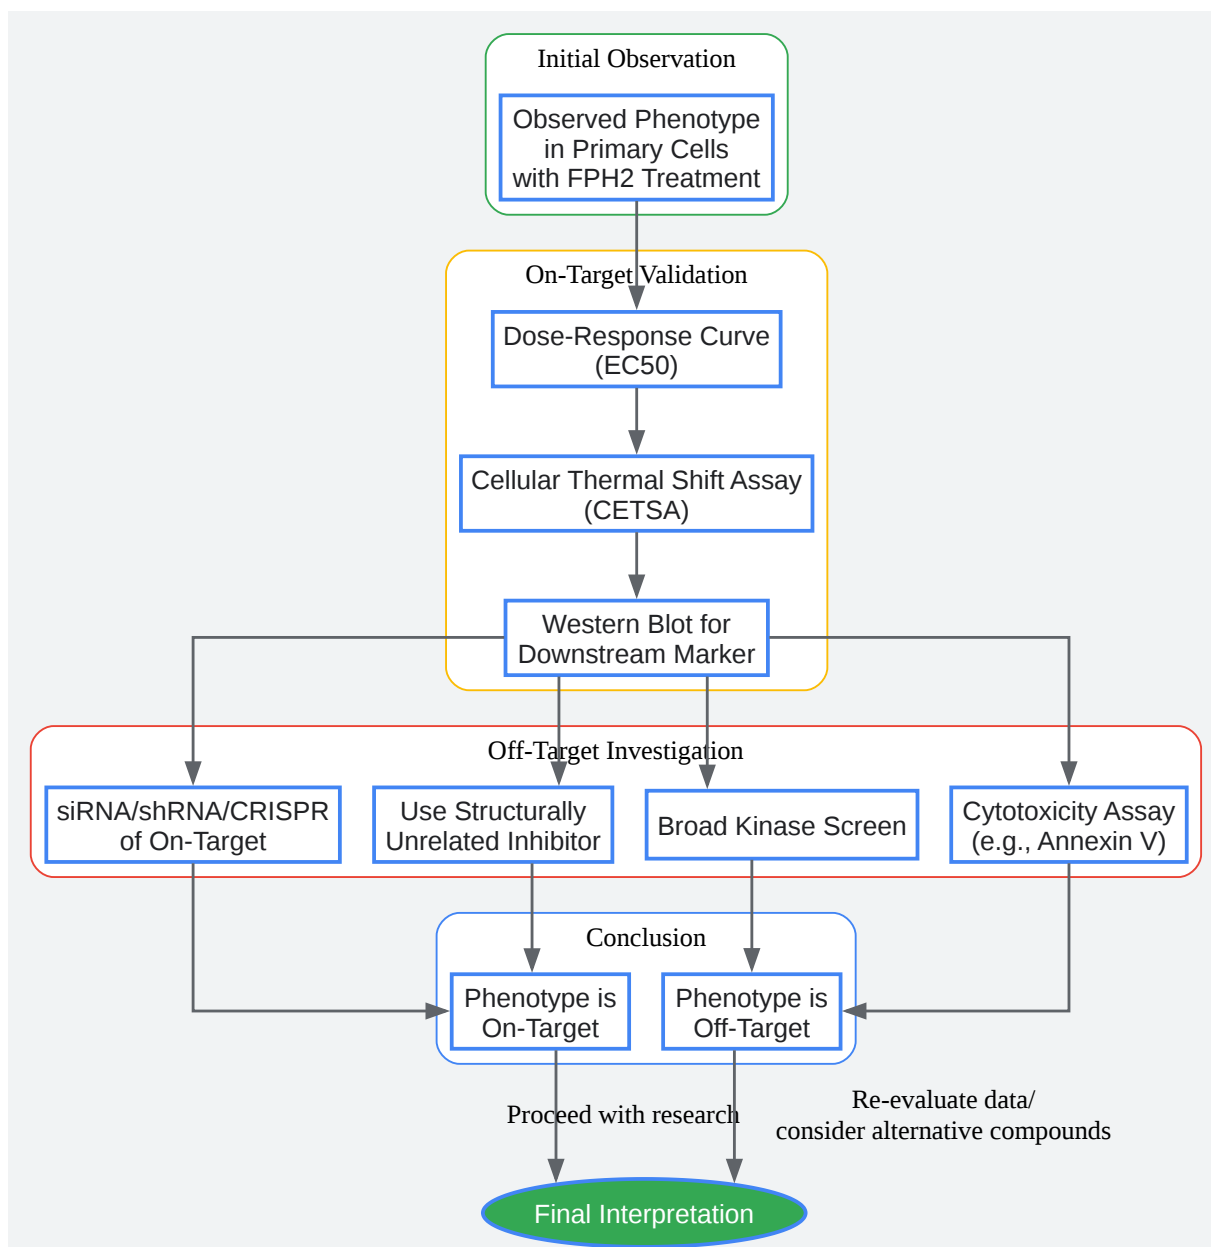 Initial Observation
Observed Phenotype
in Primary Cells
with FPH2 Treatment
On-Target Validation
Dose-Response Curve
(EC50)
Cellular Thermal Shift Assay
(CETSA)
Western Blot for
Downstream Marker
Off-Target Investigation
siRNA/shRNA/CRISPR
of On-Target
Use Structurally
Unrelated Inhibitor
Broad Kinase Screen
Cytotoxicity Assay
(e.g., Annexin V)
Conclusion
Phenotype is
On-Target
Phenotype is
Off-Target
Proceed with research
Re-evaluate data/
consider alternative compounds
Final Interpretation